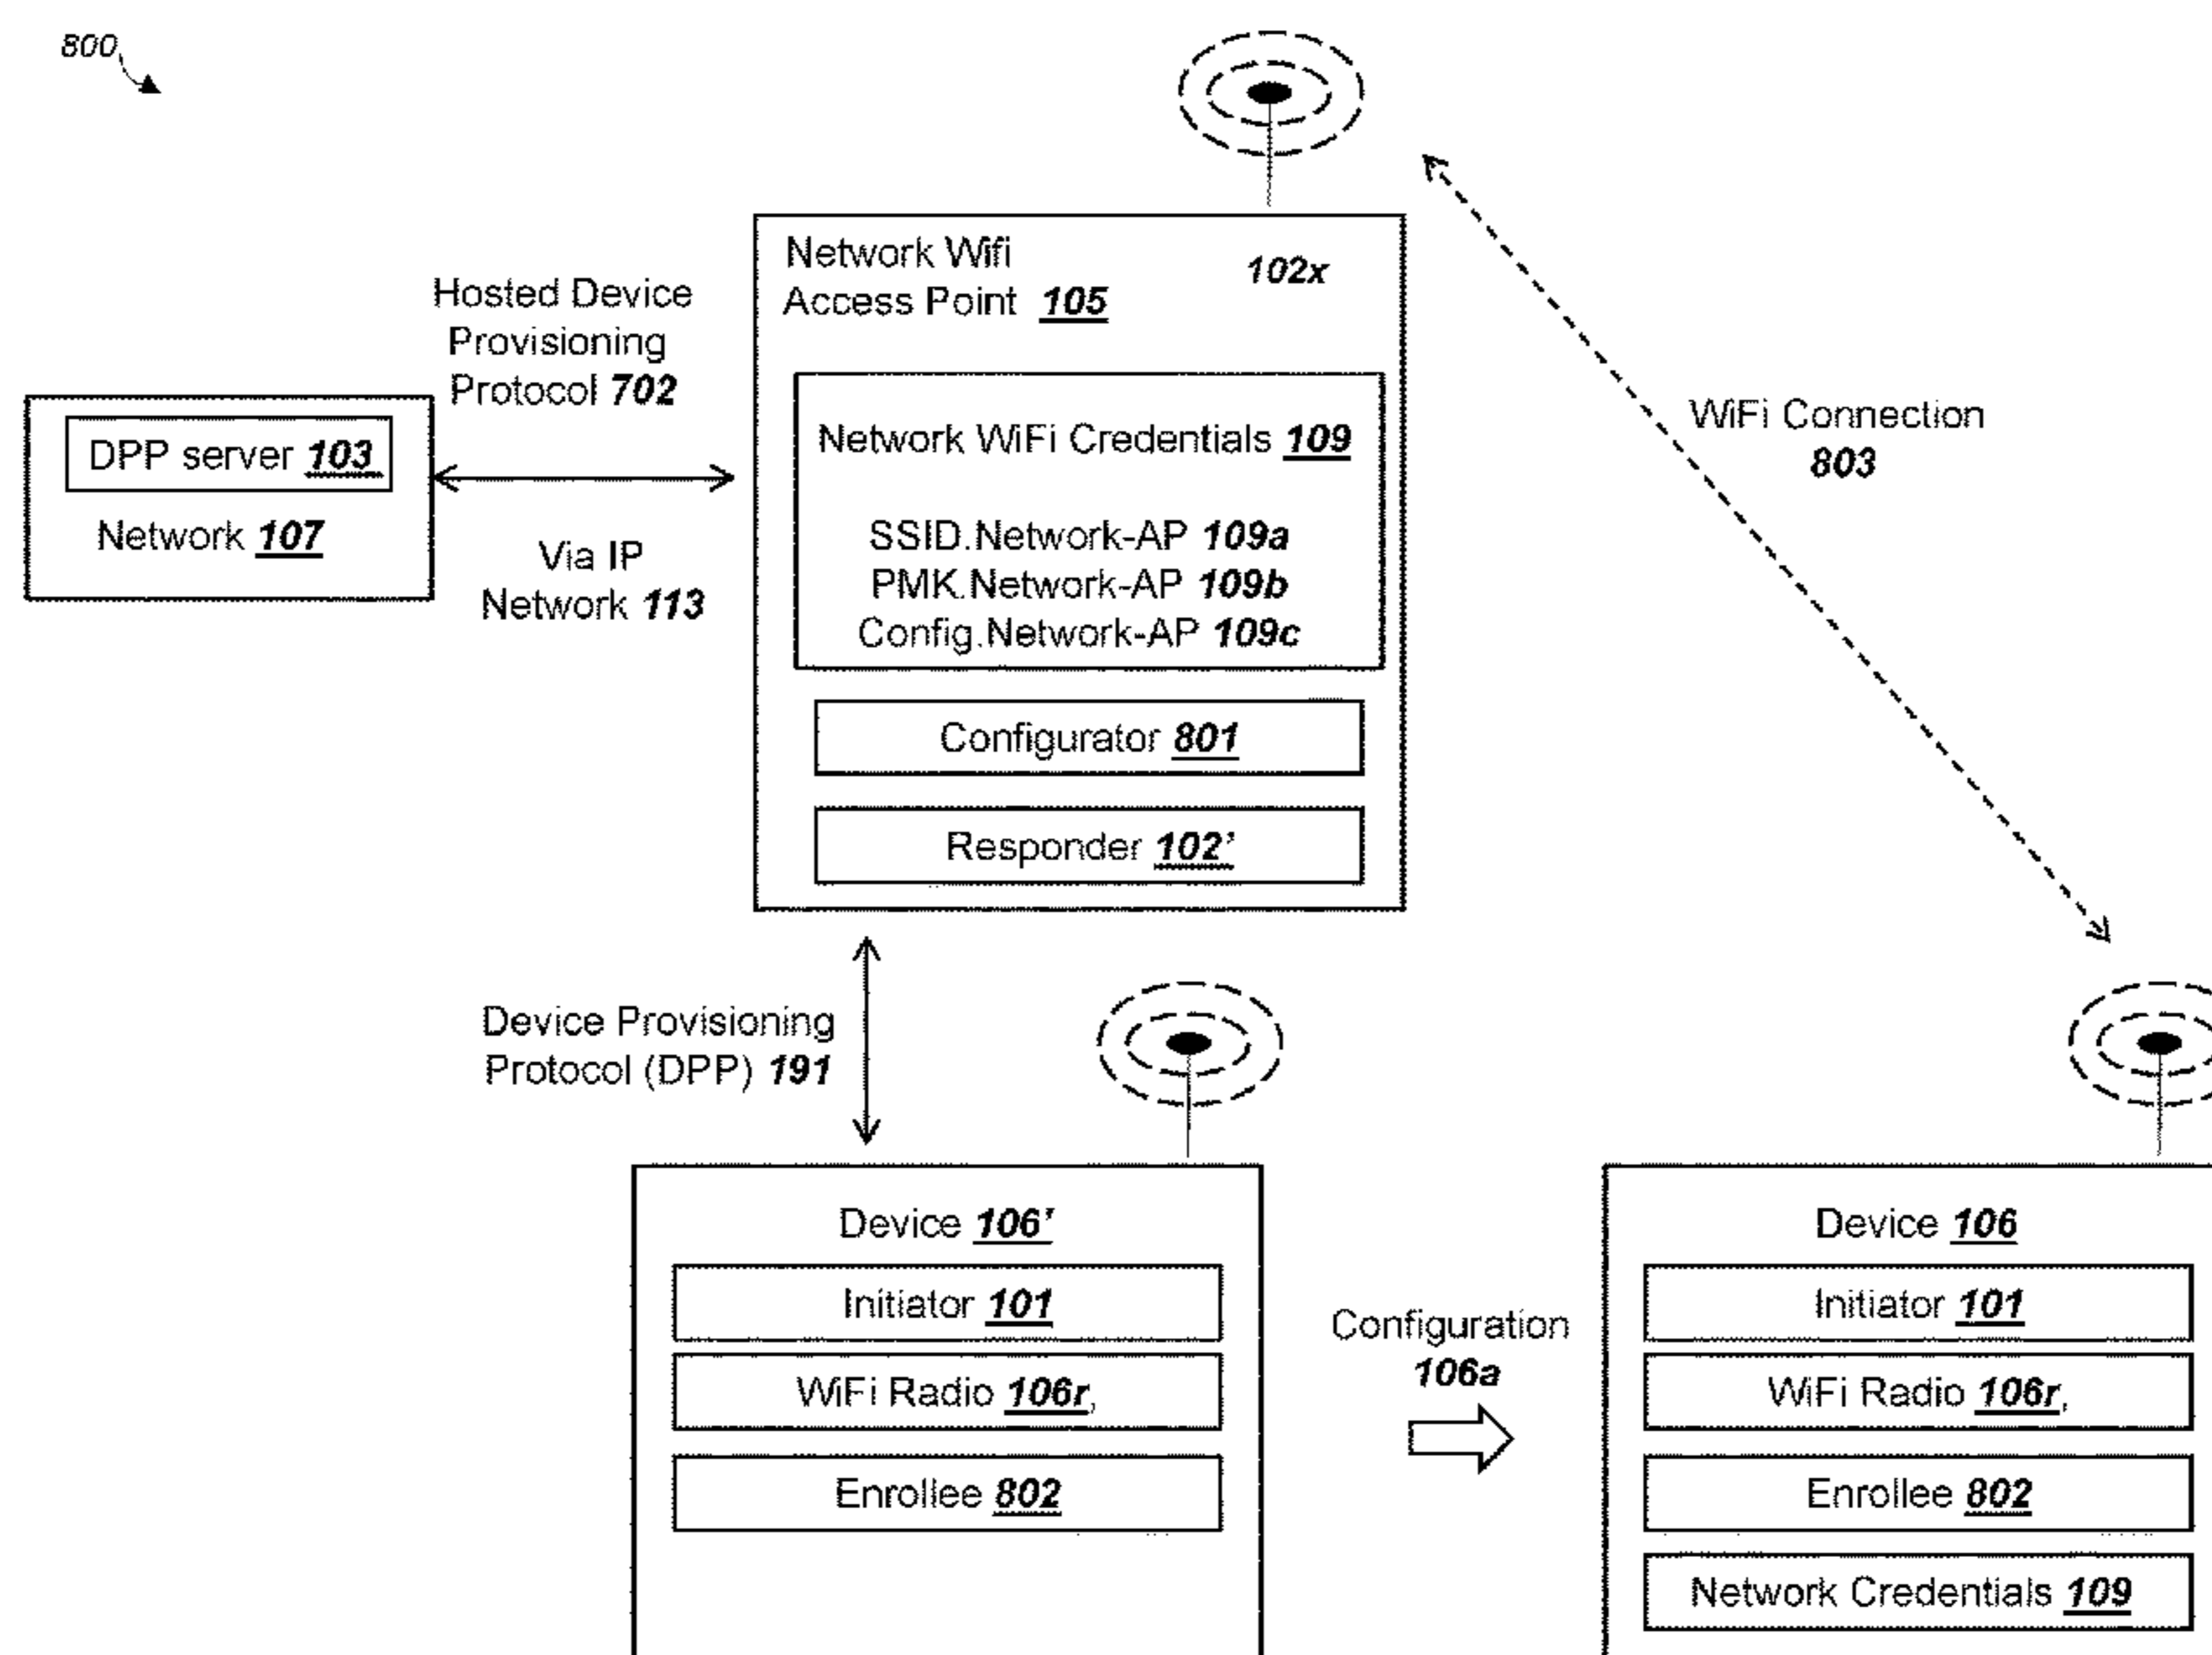 800
Network Wifi
Access Point 105
102x
Hosted Device
Provisioning
Protocol 702
DPP server 103
Network 107
Via IP
Network 113
Network WiFi Credentials 109
SSID.Network-AP 109a
PMK.Network-AP 109b
Config.Network-AP 109c
Configurator 801
Responder 102'
WiFi Connection
803
Device Provisioning
Protocol (DPP) 191
Device 106'
Initiator 101
WiFi Radio 106r,
Enrollee 802
Configuration
106a
Device 106
Initiator 101
WiFi Radio 106r,
Enrollee 802
Network Credentials 109